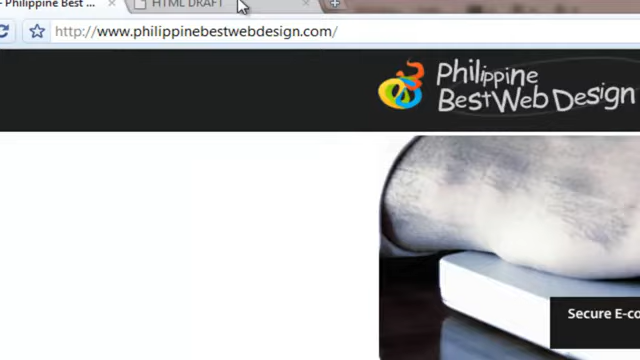 - Philippine Best ... × HTML DRAFT ×
http://www.philippinebestwebdesign.com/
Philippine
BestWebDesign
Secure E-co